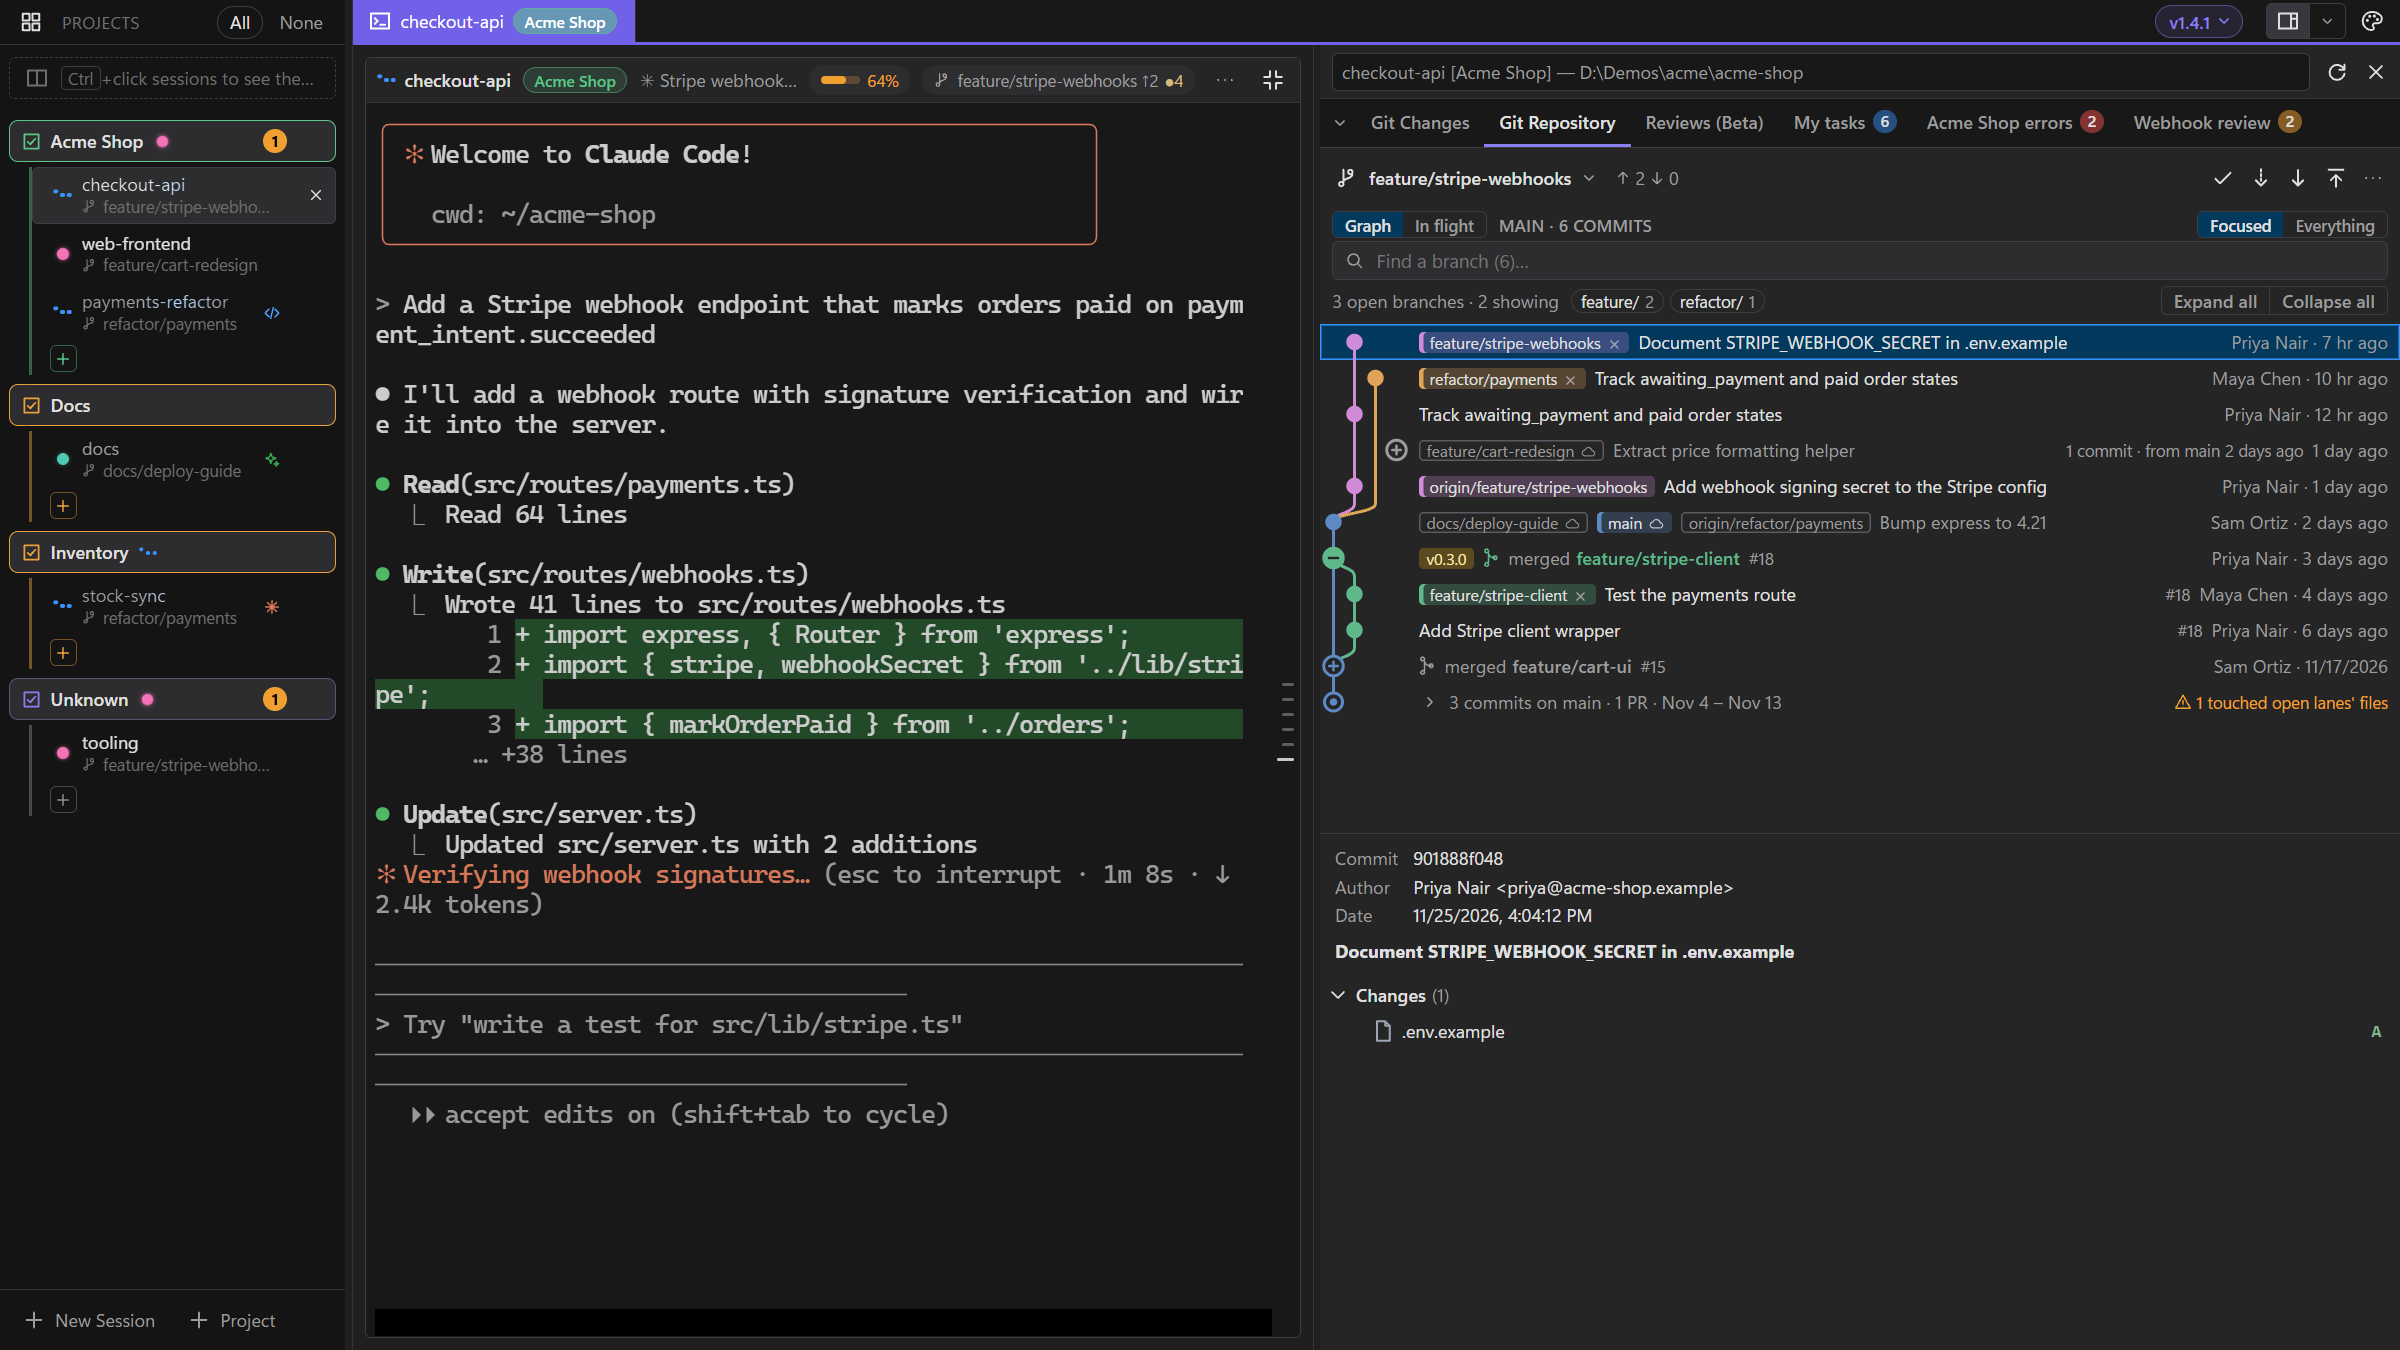 PROJECTS All None
Ctrl +click sessions to see the...
Acme Shop 1
checkout-api
feature/stripe-webho...
web-frontend
feature/cart-redesign
payments-refactor
refactor/payments
Docs
docs
docs/deploy-guide
Inventory
stock-sync
refactor/payments
Unknown 1
tooling
feature/stripe-webho...
New Session Project
checkout-api Acme Shop
v1.4.1
checkout-api Acme Shop Stripe webhook... 64% feature/stripe-webhooks ↑2 ●4 ...
Welcome to Claude Code!
cwd: ~/acme-shop
> Add a Stripe webhook endpoint that marks orders paid on paym
ent_intent.succeeded
● I'll add a webhook route with signature verification and wir
e it into the server.
● Read(src/routes/payments.ts)
⎿ Read 64 lines
● Write(src/routes/webhooks.ts)
⎿ Wrote 41 lines to src/routes/webhooks.ts
1 + import express, { Router } from 'express';
2 + import { stripe, webhookSecret } from '../lib/stri
pe';
3 + import { markOrderPaid } from '../orders';
… +38 lines
● Update(src/server.ts)
⎿ Updated src/server.ts with 2 additions
✻ Verifying webhook signatures… (esc to interrupt · 1m 8s · ↓
2.4k tokens)
> Try "write a test for src/lib/stripe.ts"
⏵⏵ accept edits on (shift+tab to cycle)
checkout-api [Acme Shop] — D:\Demos\acme\acme-shop
Git Changes Git Repository Reviews (Beta) My tasks 6 Acme Shop errors 2 Webhook review 2
feature/stripe-webhooks ↑ 2 ↓ 0
Graph In flight MAIN · 6 COMMITS Focused Everything
Find a branch (6)...
3 open branches · 2 showing feature/ 2 refactor/ 1 Expand all Collapse all
feature/stripe-webhooks × Document STRIPE_WEBHOOK_SECRET in .env.example Priya Nair · 7 hr ago
refactor/payments × Track awaiting_payment and paid order states Maya Chen · 10 hr ago
Track awaiting_payment and paid order states Priya Nair · 12 hr ago
feature/cart-redesign Extract price formatting helper 1 commit · from main 2 days ago 1 day ago
origin/feature/stripe-webhooks Add webhook signing secret to the Stripe config Priya Nair · 1 day ago
docs/deploy-guide main origin/refactor/payments Bump express to 4.21 Sam Ortiz · 2 days ago
v0.3.0 merged feature/stripe-client #18 Priya Nair · 3 days ago
feature/stripe-client × Test the payments route #18 Maya Chen · 4 days ago
Add Stripe client wrapper #18 Priya Nair · 6 days ago
merged feature/cart-ui #15 Sam Ortiz · 11/17/2026
3 commits on main · 1 PR · Nov 4 – Nov 13 1 touched open lanes' files
Commit 901888f048
Author Priya Nair <priya@acme-shop.example>
Date 11/25/2026, 4:04:12 PM
Document STRIPE_WEBHOOK_SECRET in .env.example
Changes (1)
.env.example A